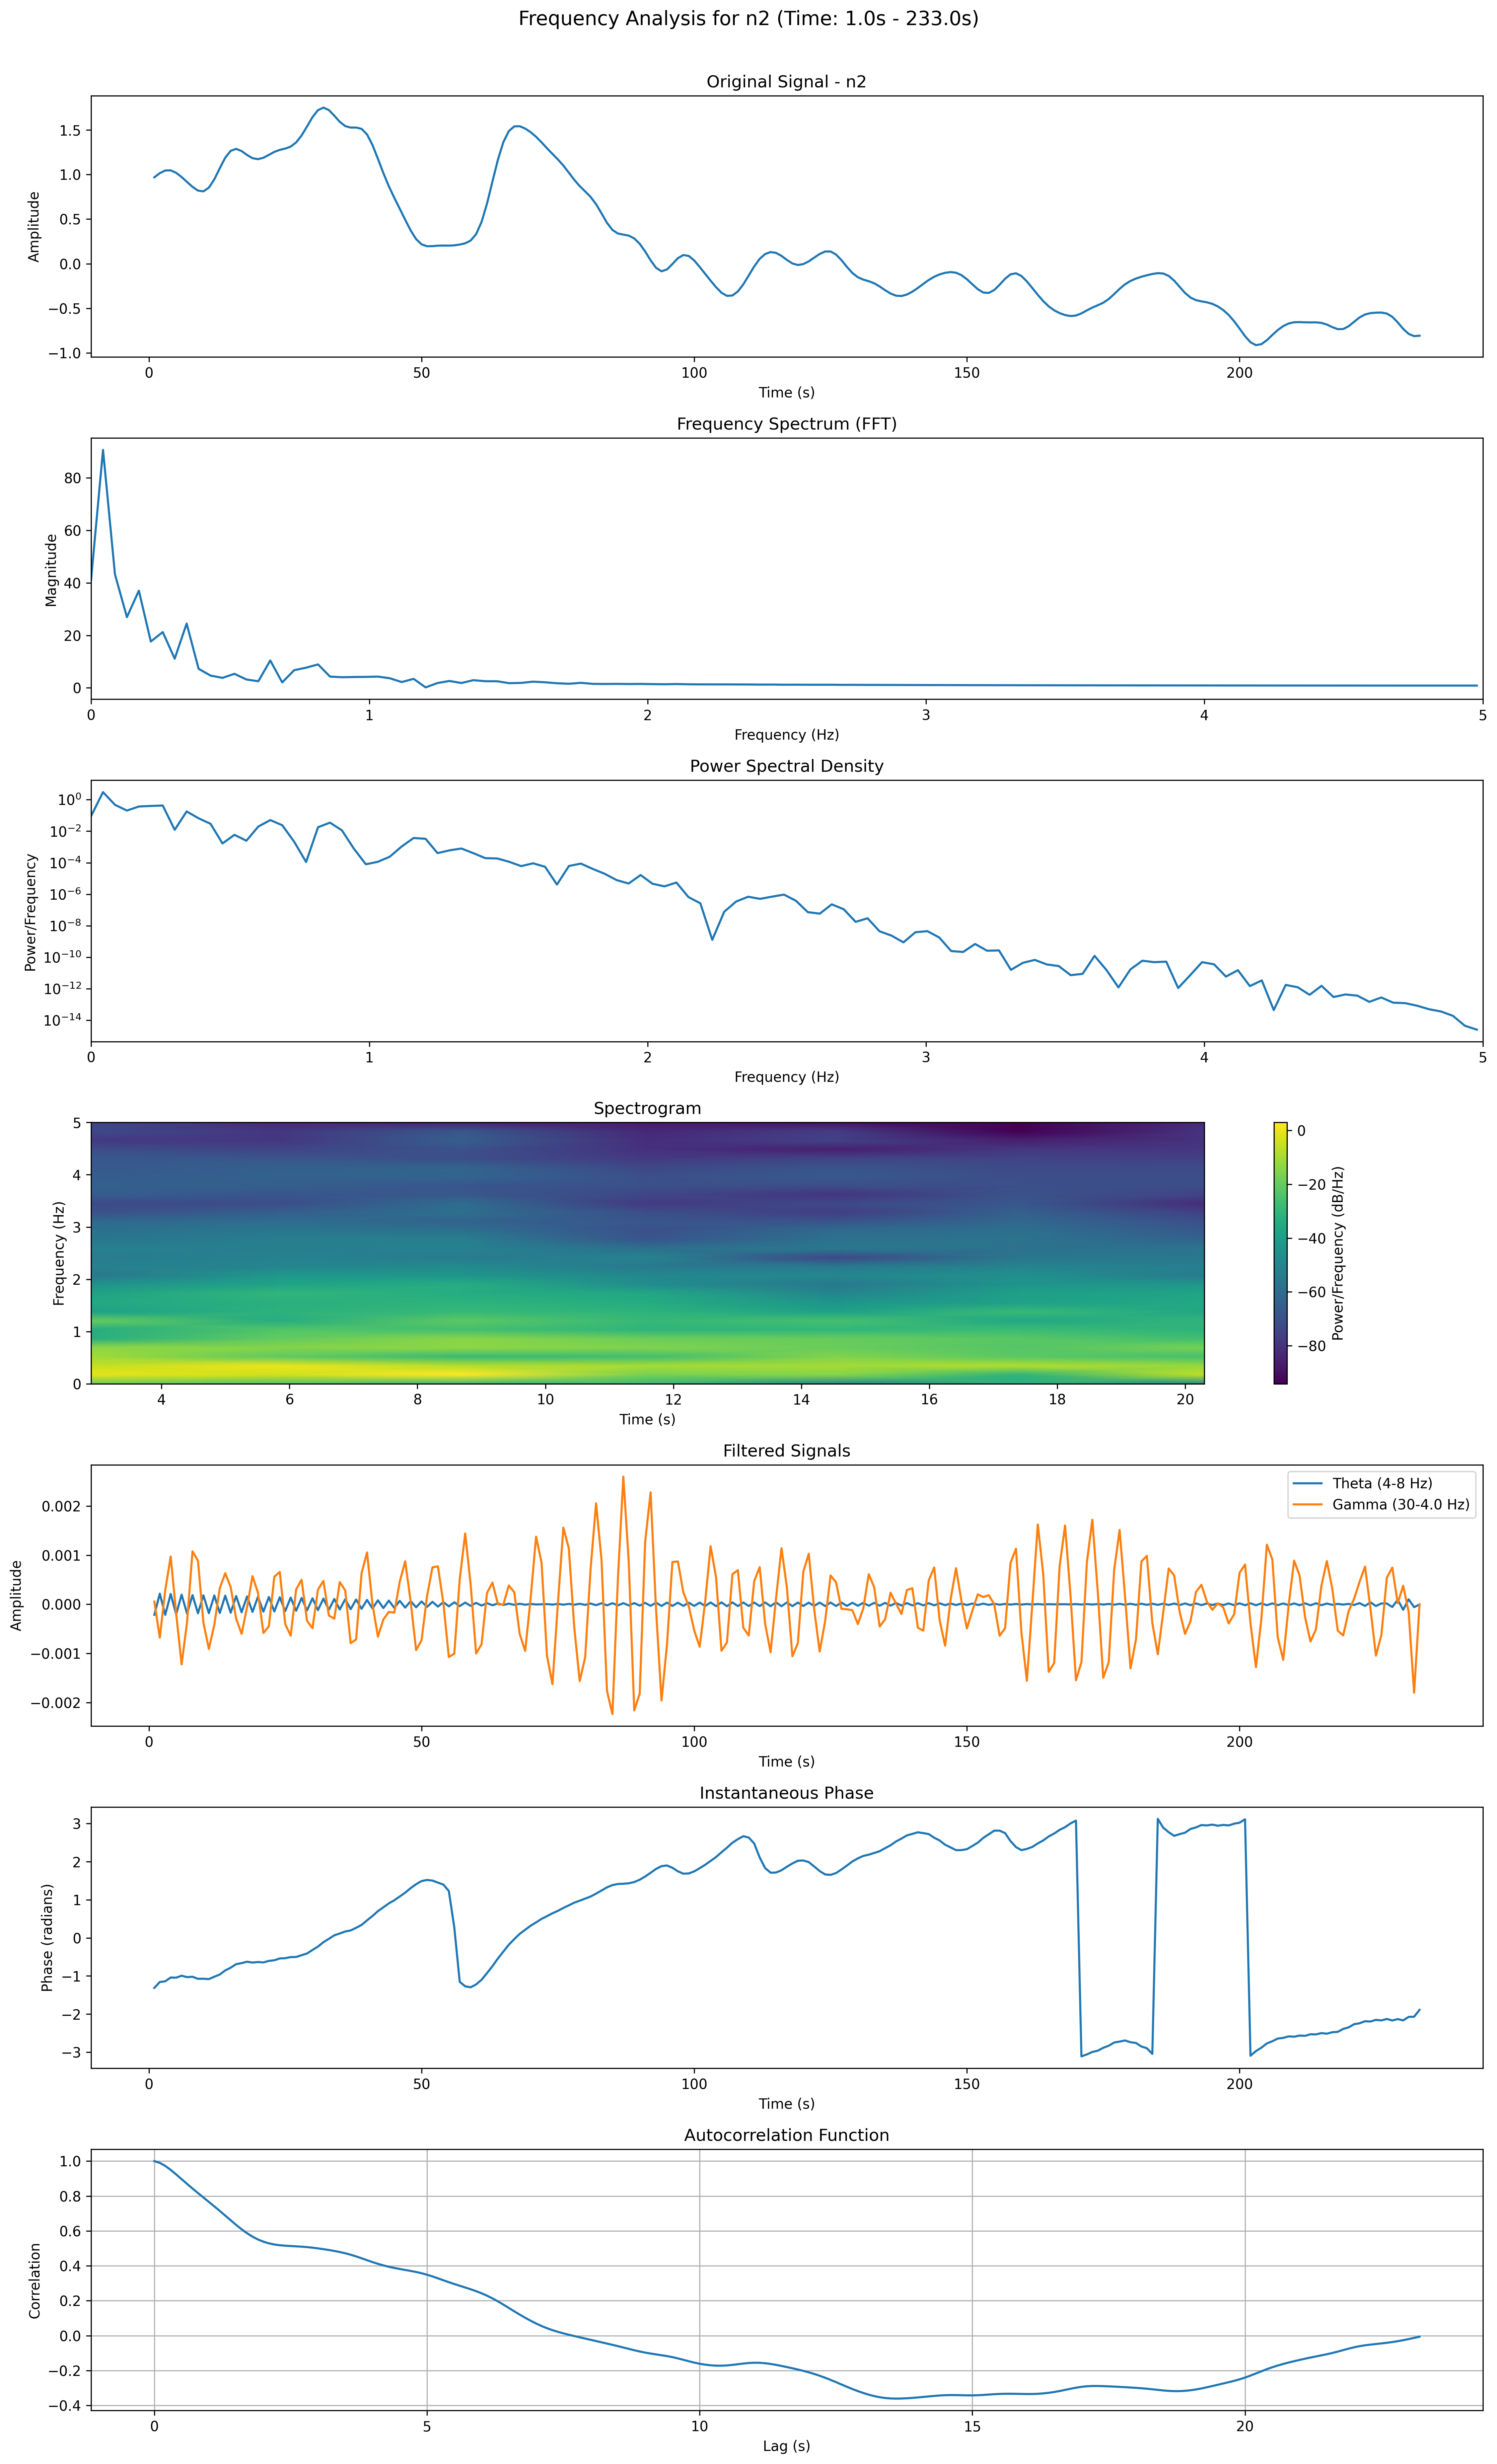 Frequency Analysis for n2 (Time: 1.0s - 233.0s)
Original Signal - n2
Amplitude
1.5
1.0
0.5
0.0
−0.5
−1.0
0 50 100 150 200
Time (s)
Frequency Spectrum (FFT)
Magnitude
80
60
40
20
0
0 1 2 3 4 5
Frequency (Hz)
Power Spectral Density
Power/Frequency
10⁰
10⁻²
10⁻⁴
10⁻⁶
10⁻⁸
10⁻¹⁰
10⁻¹²
10⁻¹⁴
0 1 2 3 4 5
Frequency (Hz)
Spectrogram
Frequency (Hz)
5
4
3
2
1
0
4 6 8 10 12 14 16 18 20
Time (s)
0
−20
−40
−60
−80
Power/Frequency (dB/Hz)
Filtered Signals
Amplitude
0.002
0.001
0.000
−0.001
−0.002
Theta (4-8 Hz)
Gamma (30-4.0 Hz)
0 50 100 150 200
Time (s)
Instantaneous Phase
Phase (radians)
3
2
1
0
−1
−2
−3
0 50 100 150 200
Time (s)
Autocorrelation Function
Correlation
1.0
0.8
0.6
0.4
0.2
0.0
−0.2
−0.4
0 5 10 15 20
Lag (s)